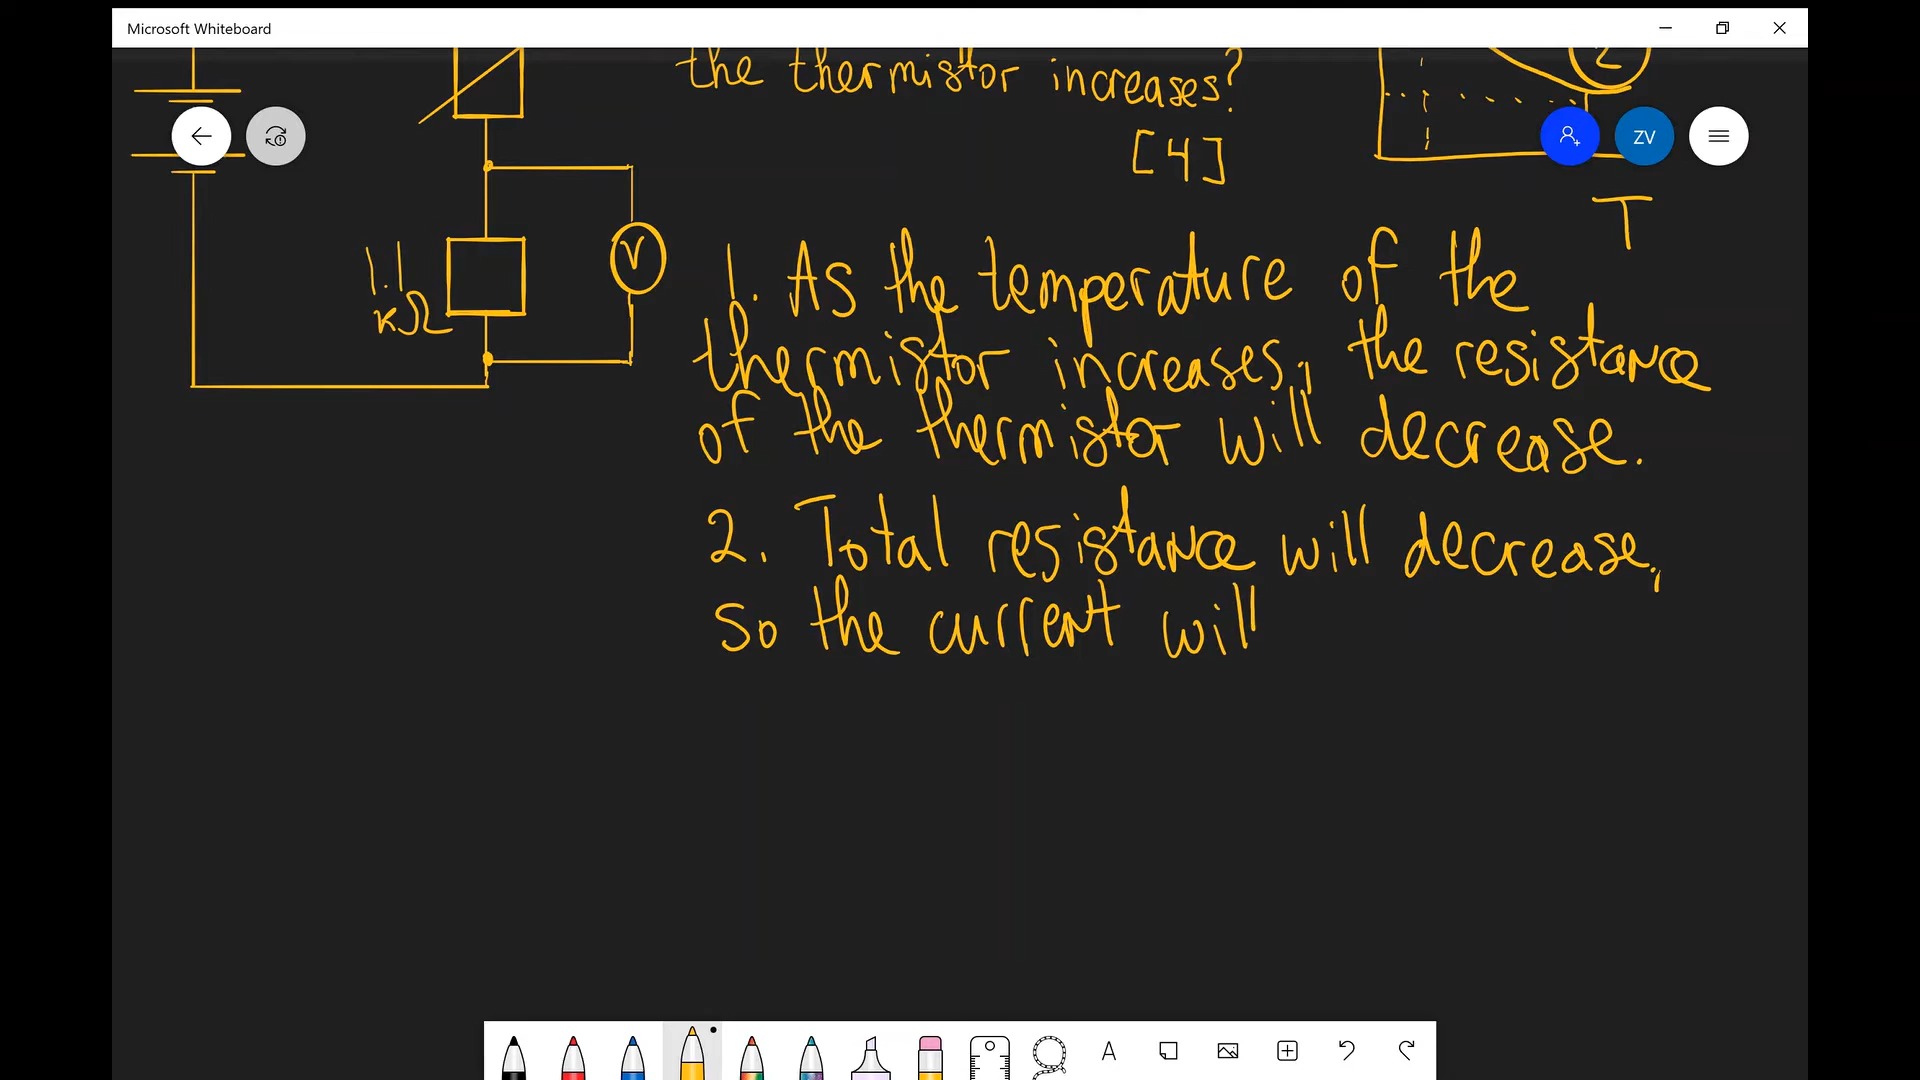 Microsoft Whiteboard
the thermistor increases?
[4]
2
ZV
T
V
1.1
kΩ
1. As the temperature of the
thermistor increases, the resistance
of the thermistor will decrease.
2. Total resistance will decrease,
so the current will
A